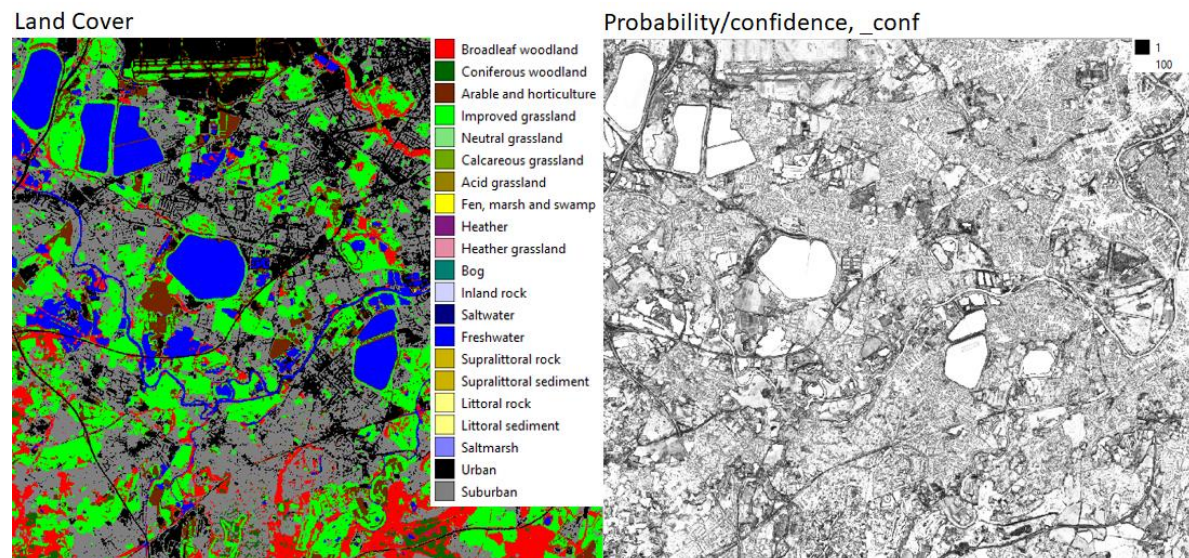 Land Cover
Probability/confidence, _conf
Broadleaf woodland
Coniferous woodland
Arable and horticulture
Improved grassland
Neutral grassland
Calcareous grassland
Acid grassland
Fen, marsh and swamp
Heather
Heather grassland
Bog
Inland rock
Saltwater
Freshwater
Supralittoral rock
Supralittoral sediment
Littoral rock
Littoral sediment
Saltmarsh
Urban
Suburban
1
100